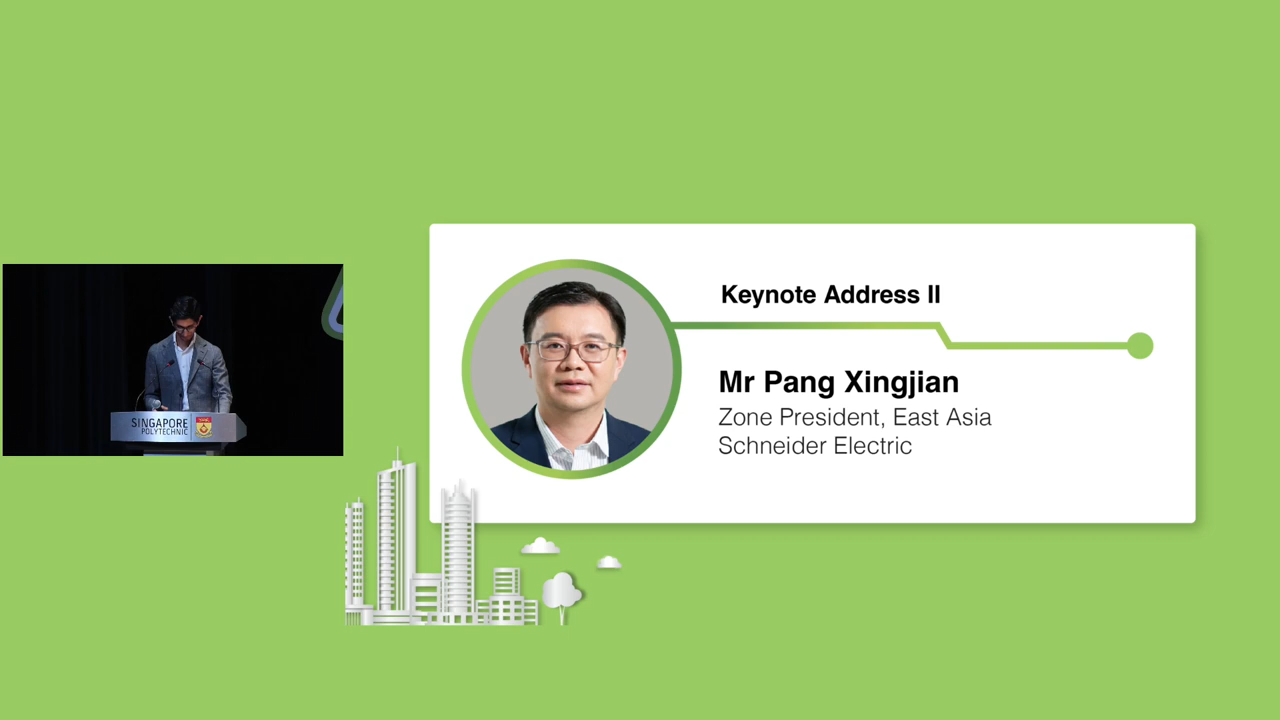 Keynote Address II
Mr Pang Xingjian
Zone President, East Asia
Schneider Electric
SINGAPORE
POLYTECHNIC